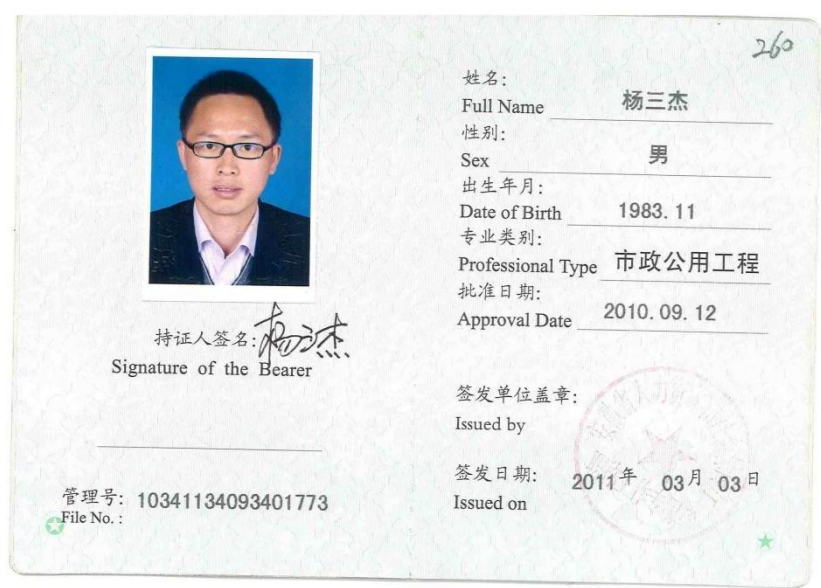 260
姓名:
Full Name 杨三杰
性别:
Sex 男
出生年月:
Date of Birth 1983.11
专业类别:
Professional Type 市政公用工程
批准日期:
Approval Date 2010.09.12
持证人签名: 杨三杰
Signature of the Bearer
签发单位盖章:
Issued by
签发日期: 2011年 03月 03日
Issued on
管理号: 10341134093401773
File No. :